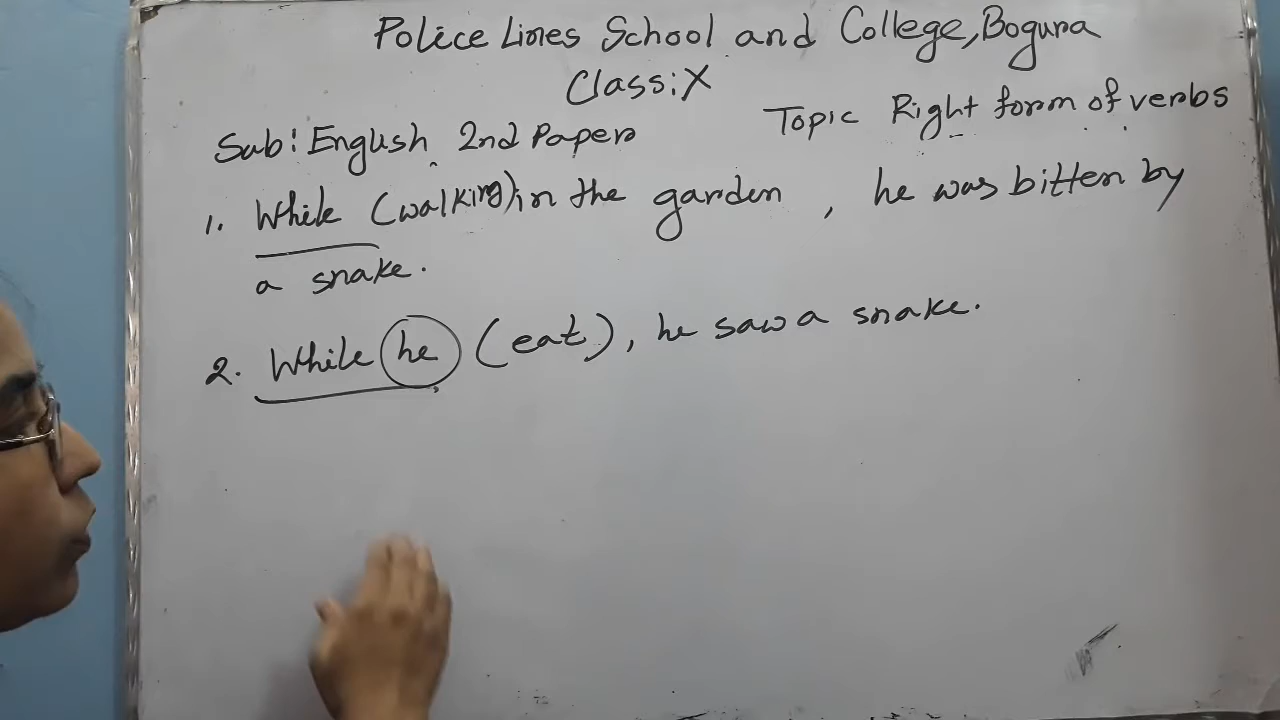 Police Lines School and College, Bogura
Class: X
Topic Right form of verbs
Sub: English 2nd Paper
1. While (walking) in the garden , he was bitten by
a snake.
2. While he (eat), he saw a snake.